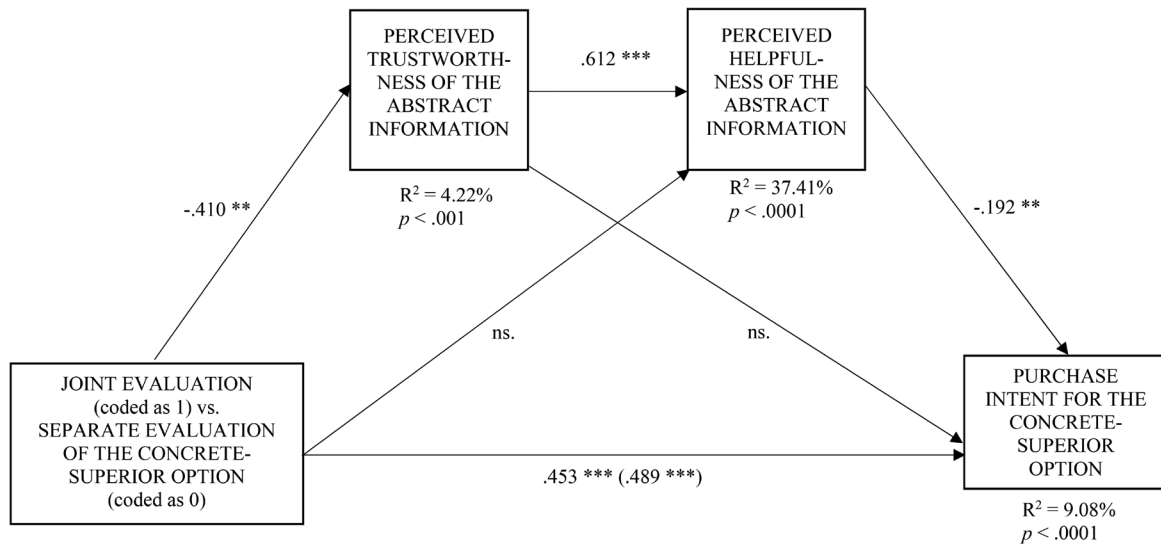 PERCEIVED
TRUSTWORTH-
NESS OF THE
ABSTRACT
INFORMATION
R² = 4.22%
p < .001
.612 ***
PERCEIVED
HELPFUL-
NESS OF THE
ABSTRACT
INFORMATION
R² = 37.41%
p < .0001
-.410 **
-.192 **
ns.
ns.
JOINT EVALUATION
(coded as 1) vs.
SEPARATE EVALUATION
OF THE CONCRETE-
SUPERIOR OPTION
(coded as 0)
.453 *** (.489 ***)
PURCHASE
INTENT FOR THE
CONCRETE-
SUPERIOR
OPTION
R² = 9.08%
p < .0001